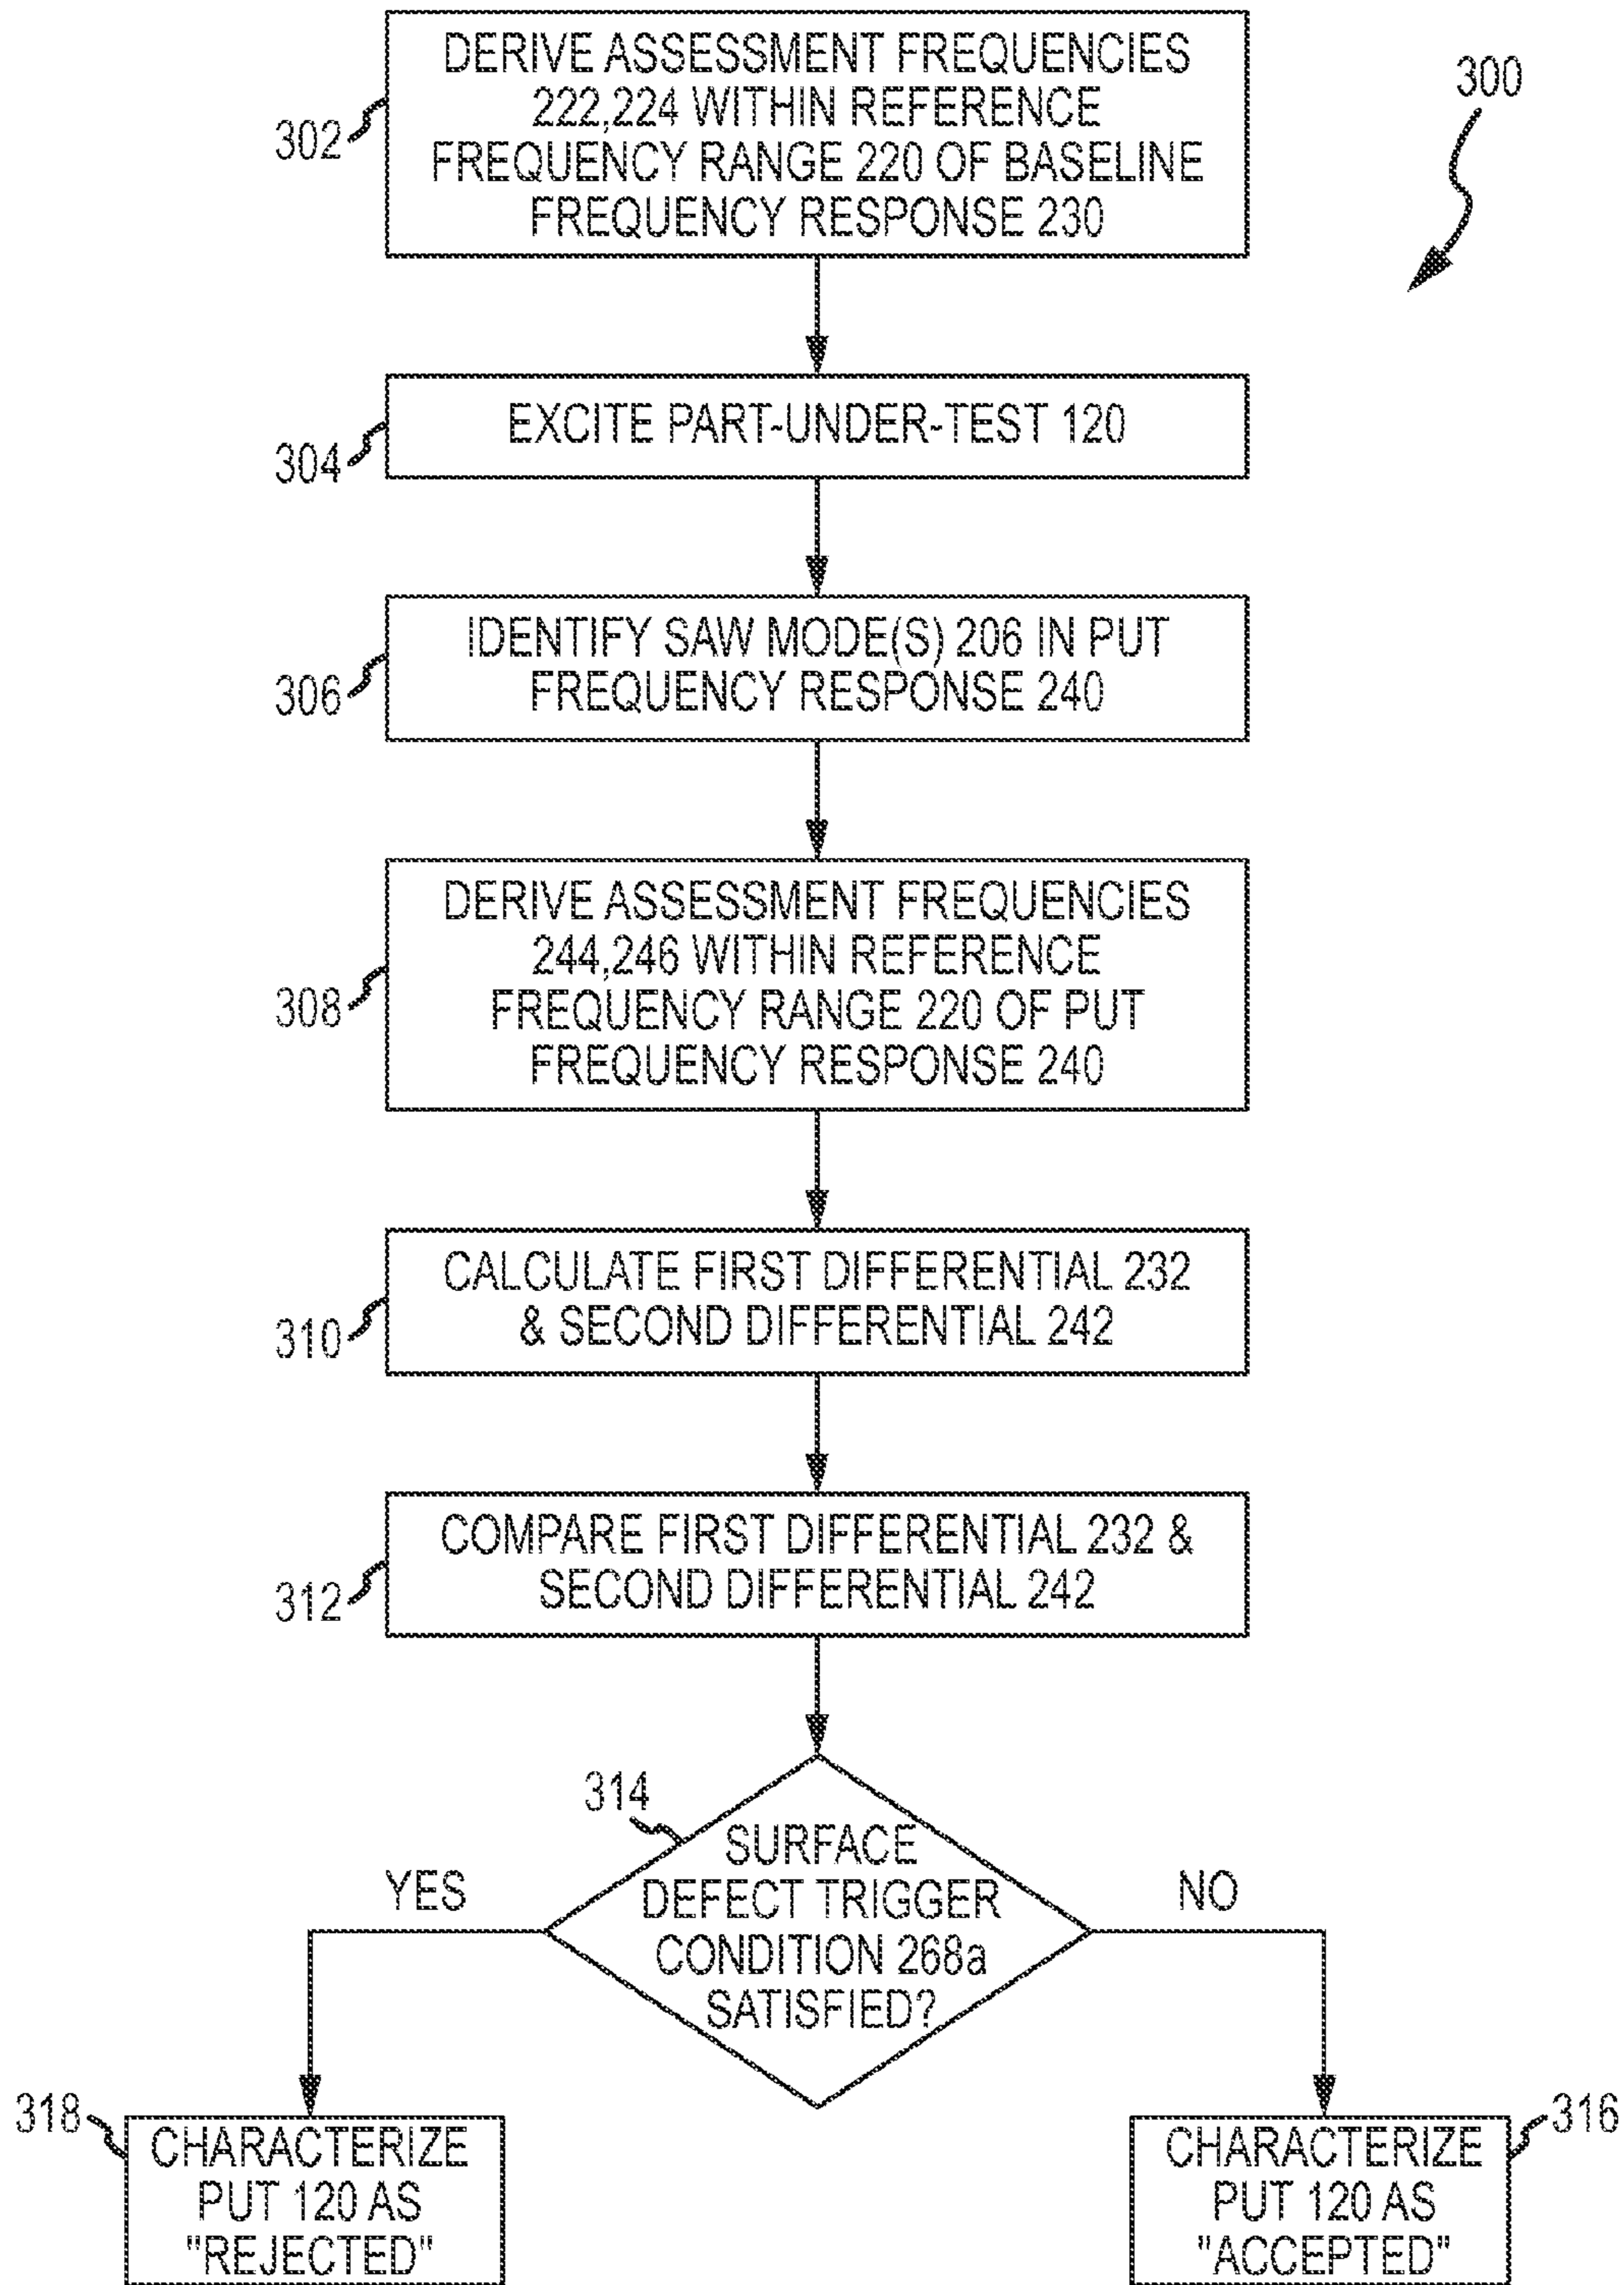 300
302
DERIVE ASSESSMENT FREQUENCIES
222,224 WITHIN REFERENCE
FREQUENCY RANGE 220 OF BASELINE
FREQUENCY RESPONSE 230
304
EXCITE PART-UNDER-TEST 120
306
IDENTIFY SAW MODE(S) 206 IN PUT
FREQUENCY RESPONSE 240
308
DERIVE ASSESSMENT FREQUENCIES
244,246 WITHIN REFERENCE
FREQUENCY RANGE 220 OF PUT
FREQUENCY RESPONSE 240
310
CALCULATE FIRST DIFFERENTIAL 232
& SECOND DIFFERENTIAL 242
312
COMPARE FIRST DIFFERENTIAL 232 &
SECOND DIFFERENTIAL 242
314
SURFACE
DEFECT TRIGGER
CONDITION 268a
SATISFIED?
YES
NO
318
CHARACTERIZE
PUT 120 AS
"REJECTED"
316
CHARACTERIZE
PUT 120 AS
"ACCEPTED"